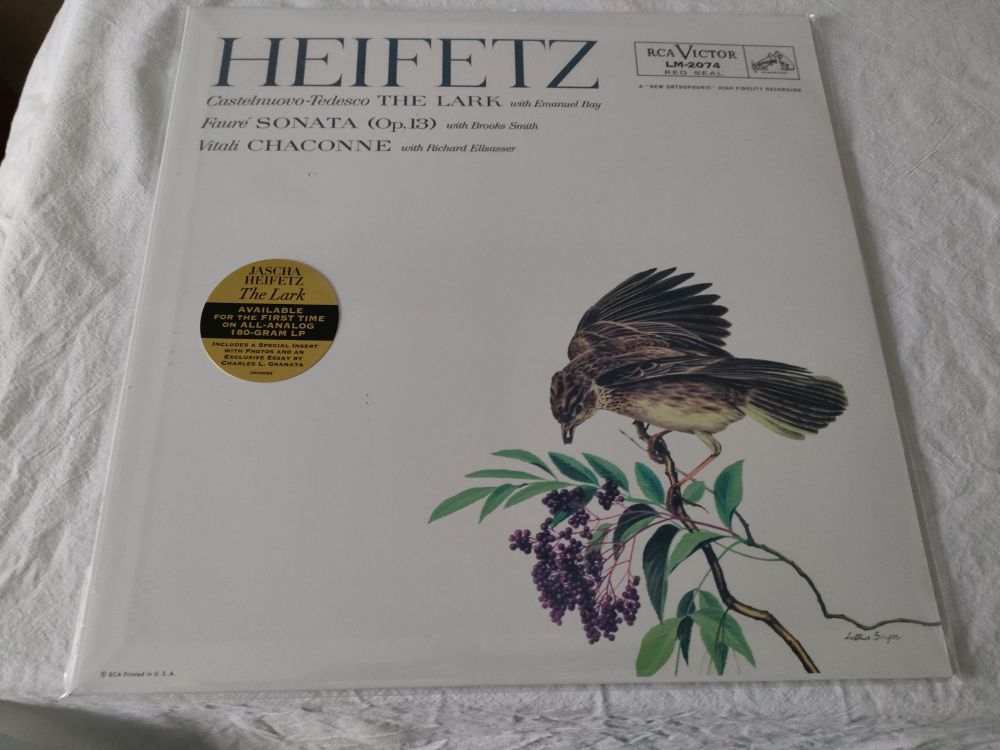 HEIFETZ
Castelnuovo-Tedesco THE LARK with Emanuel Bay
Fauré SONATA (Op.13) with Brooks Smith
Vitali CHACONNE with Richard Ellsasser
RCA VICTOR
LM-2074
RED SEAL
A "NEW ORTHOPHONIC" HIGH FIDELITY RECORDING
JASCHA
HEIFETZ
The Lark
AVAILABLE
FOR THE FIRST TIME
ON ALL-ANALOG
180-GRAM LP
INCLUDES A SPECIAL INSERT
WITH PHOTOS AND AN
EXCLUSIVE ESSAY BY
CHARLES L. GRANATA
© RCA Printed in U.S.A.